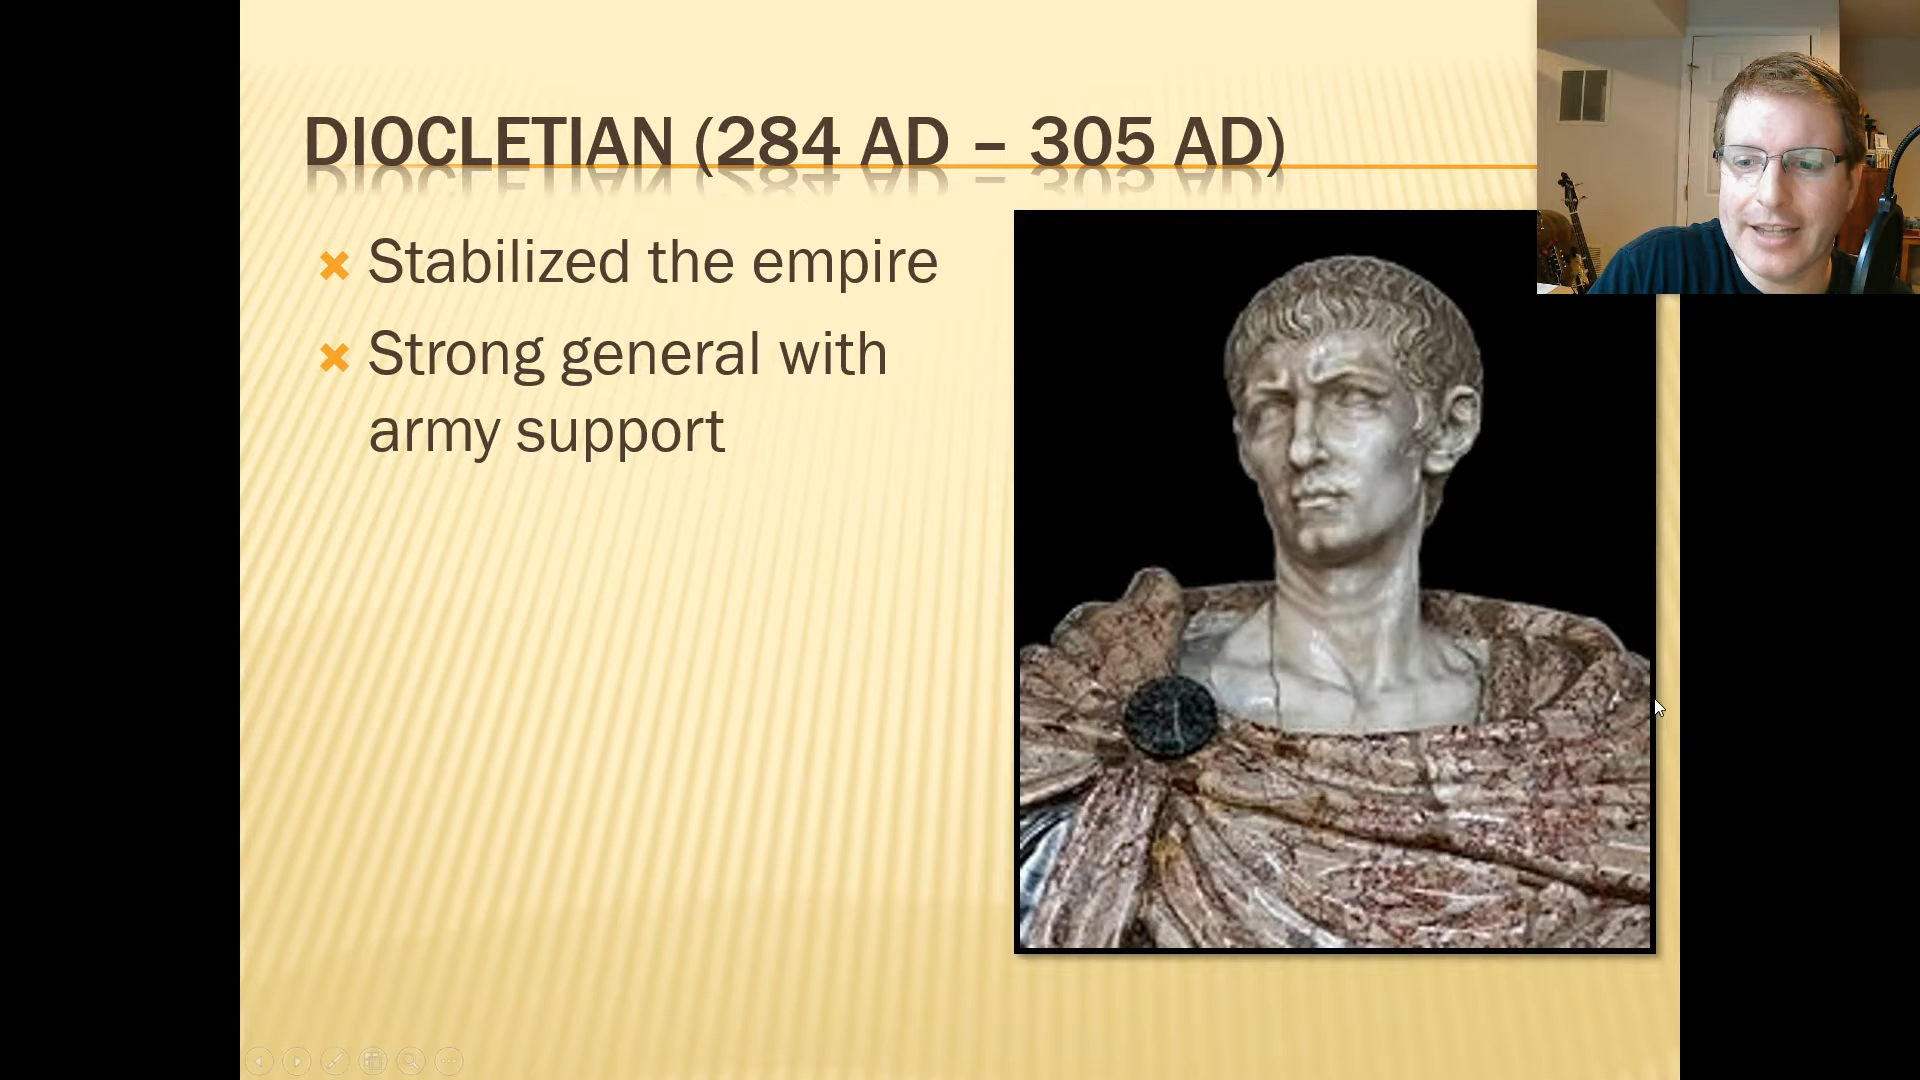 DIOCLETIAN (284 AD – 305 AD)
Stabilized the empire
Strong general with
army support